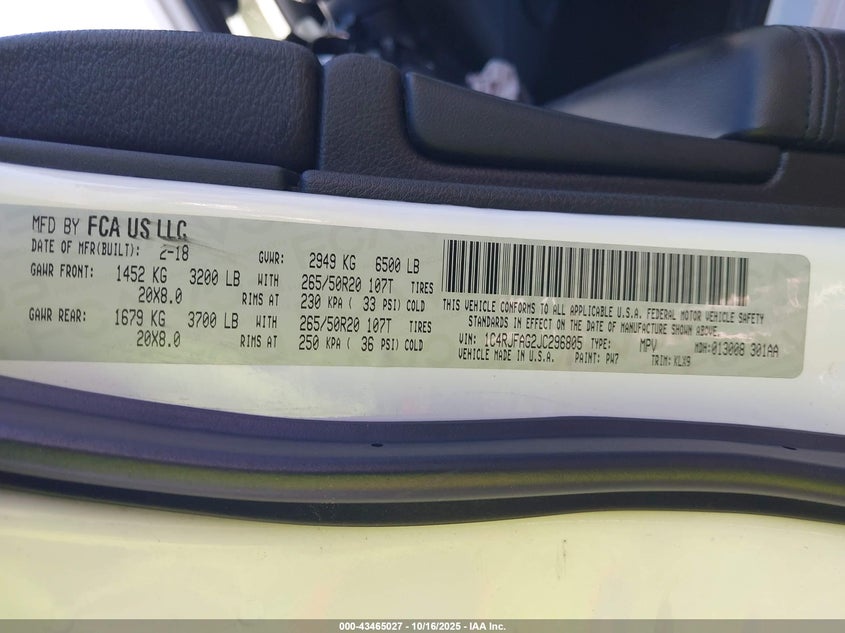 MFD BY FCA US LLC
DATE OF MFR(BUILT): 2-18 GVWR: 2949 KG 6500 LB
GAWR FRONT: 1452 KG 3200 LB WITH 265/50R20 107T TIRES
20X8.0 RIMS AT 230 KPA ( 33 PSI) COLD
GAWR REAR: 1679 KG 3700 LB WITH 265/50R20 107T TIRES
20X8.0 RIMS AT 250 KPA ( 36 PSI) COLD
THIS VEHICLE CONFORMS TO ALL APPLICABLE U.S.A. FEDERAL MOTOR VEHICLE SAFETY
STANDARDS IN EFFECT ON THE DATE OF MANUFACTURE SHOWN ABOVE.
VIN: 1C4RJFAG2JC296805 TYPE: MPV MDH: 013008 301AA
VEHICLE MADE IN U.S.A. PAINT: PW7 TRIM: KLX9
000-43465027 - 10/16/2025 - IAA Inc.